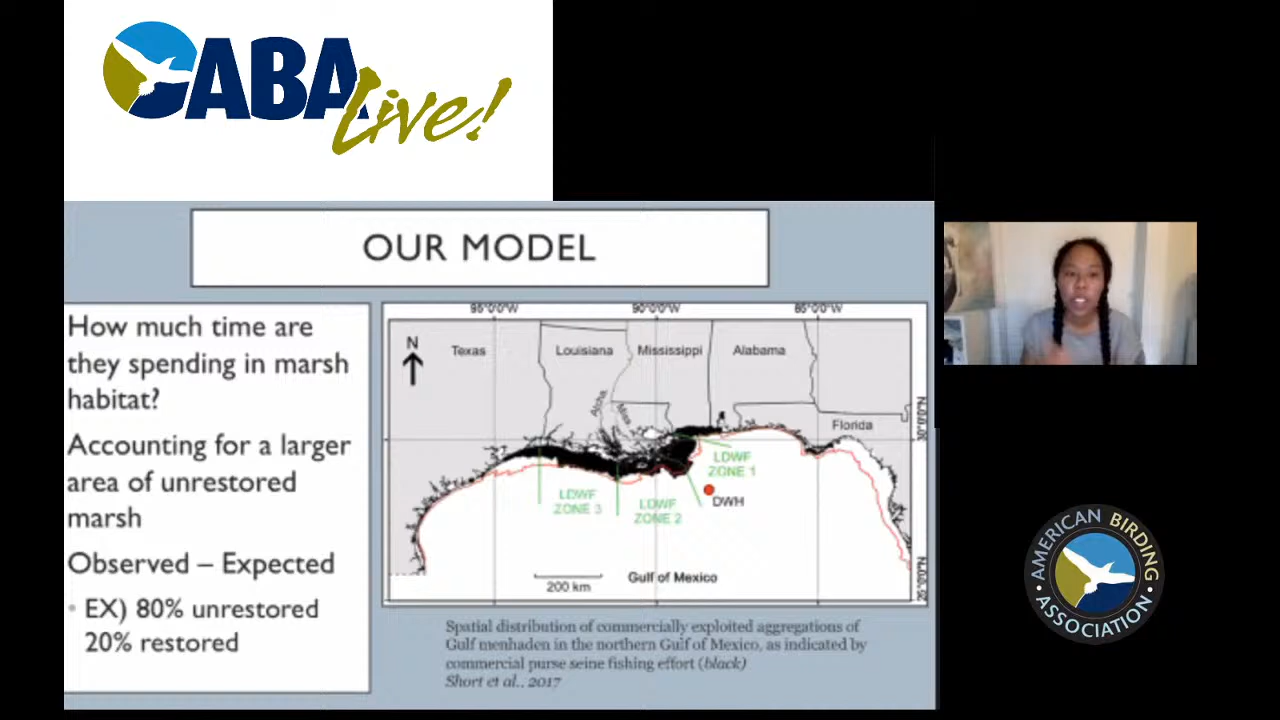 ABA
Live!
OUR MODEL
How much time are
they spending in marsh
habitat?
Accounting for a larger
area of unrestored
marsh
Observed – Expected
• EX) 80% unrestored
20% restored
95°0'0"W 90°0'0"W 85°0'0"W
N
Texas Louisiana Mississippi Alabama
Florida
LDWF
ZONE 1
LDWF
ZONE 3
LDWF
ZONE 2
DWH
200 km
Gulf of Mexico
25°0'0"N
Spatial distribution of commercially exploited aggregations of
Gulf menhaden in the northern Gulf of Mexico, as indicated by
commercial purse seine fishing effort (black)
Short et al., 2017
AMERICAN BIRDING
ASSOCIATION